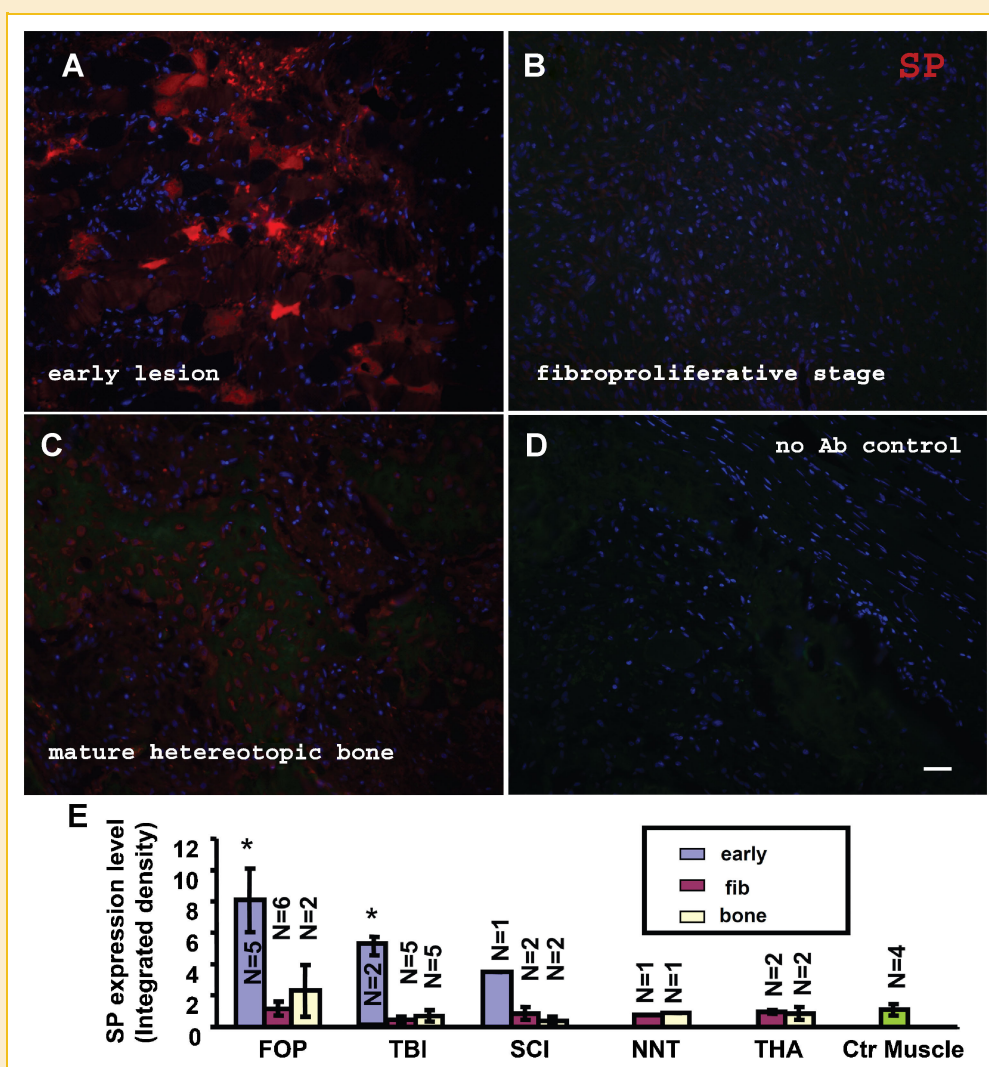 A
B
SP
early lesion
fibroproliferative stage
C
D
no Ab control
mature hetereotopic bone
E
SP expression level
(Integrated density)
12
10
8
6
4
2
0
*
N=5
N=6
N=2
*
N=2
N=5
N=5
N=1
N=2
N=2
N=1
N=1
N=2
N=2
N=4
early
fib
bone
FOP
TBI
SCI
NNT
THA
Ctr Muscle